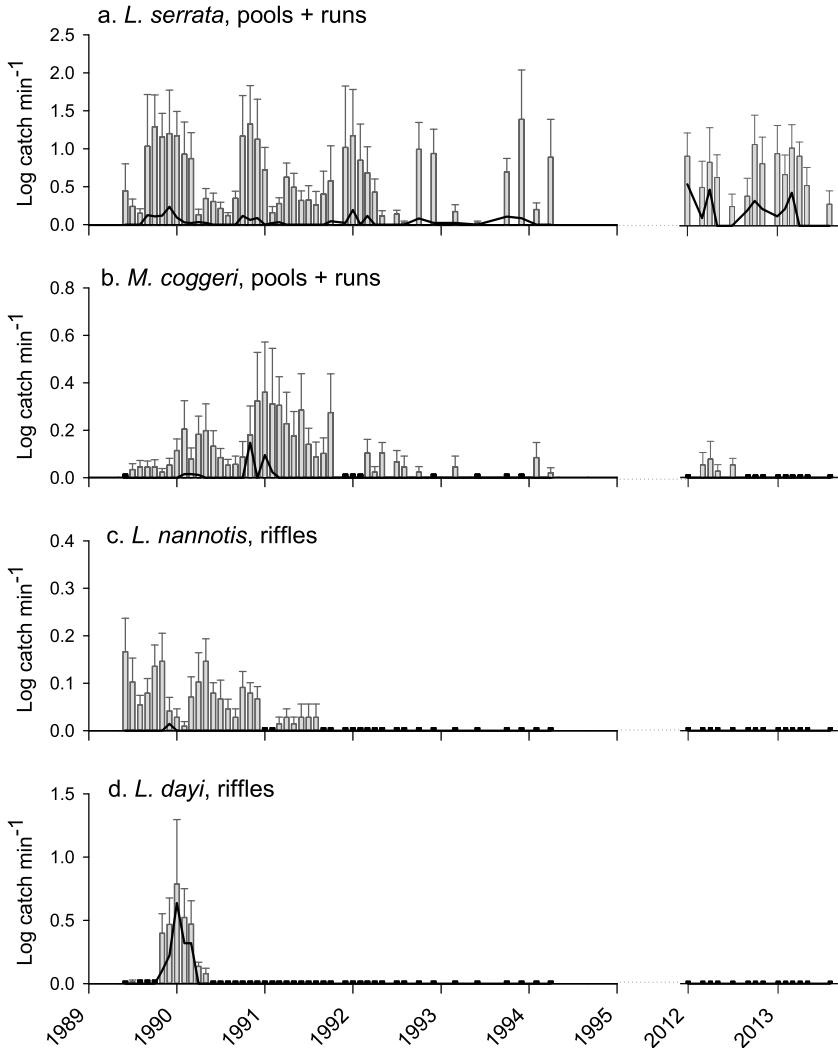 a. L. serrata, pools + runs
Log catch min-1
2.5
2.0
1.5
1.0
0.5
0.0
b. M. coggeri, pools + runs
Log catch min-1
0.8
0.6
0.4
0.2
0.0
c. L. nannotis, riffles
Log catch min-1
0.4
0.3
0.2
0.1
0.0
d. L. dayi, riffles
Log catch min-1
1.5
1.0
0.5
0.0
1989 1990 1991 1992 1993 1994 1995 2012 2013